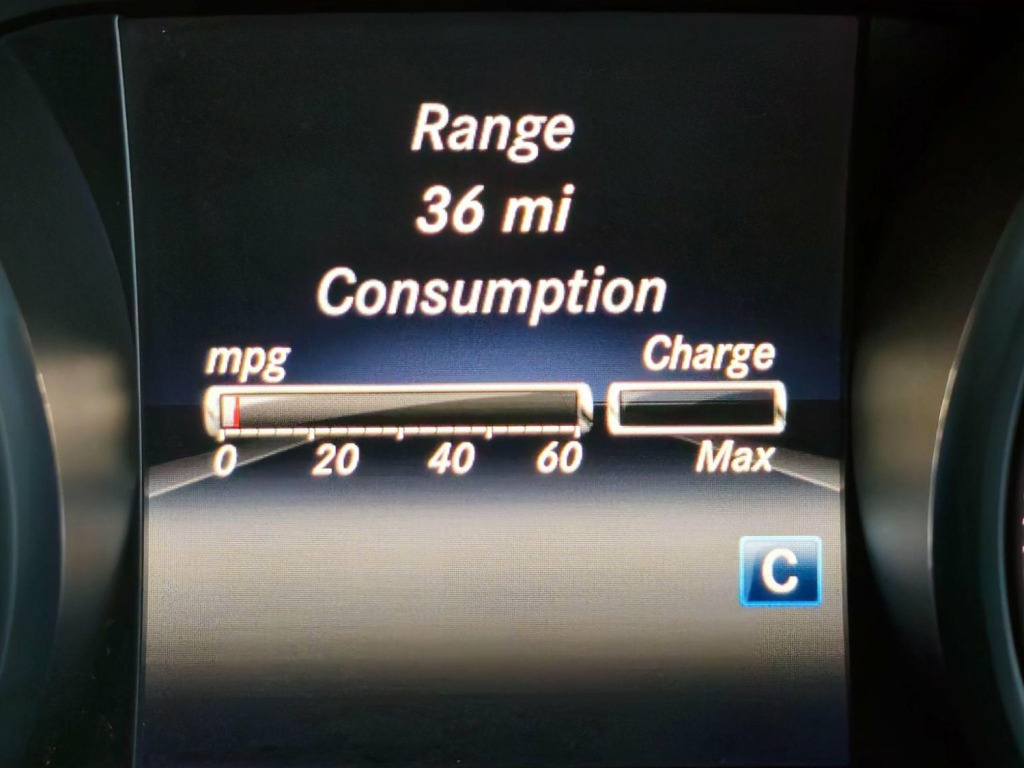 Range
36 mi
Consumption
mpg Charge
0 20 40 60 Max
C